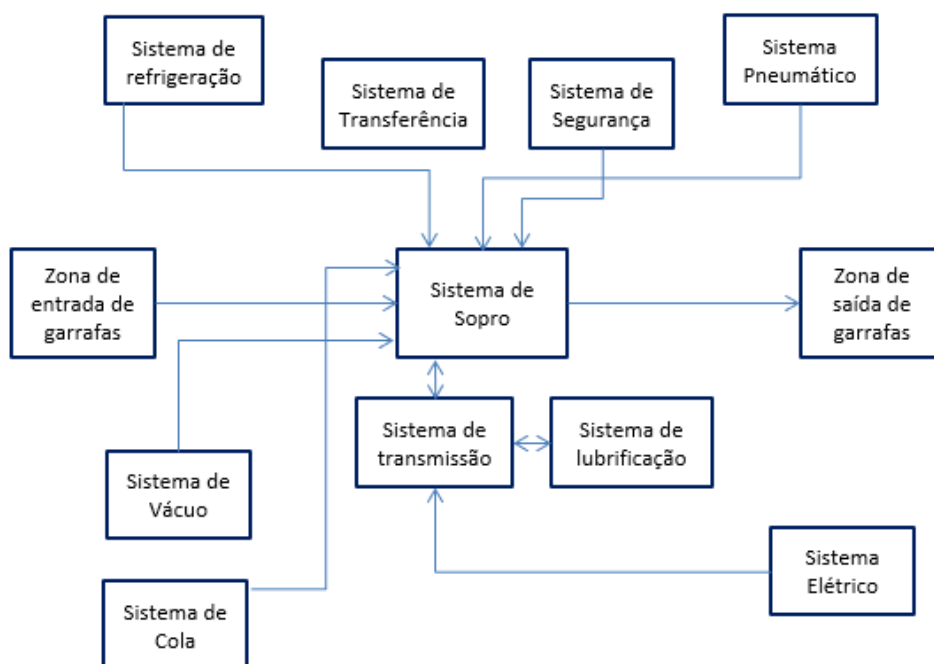 Sistema de
refrigeração
Sistema de
Transferência
Sistema de
Segurança
Sistema
Pneumático
Zona de
entrada de
garrafas
Sistema de
Sopro
Zona de
saída de
garrafas
Sistema de
transmissão
Sistema de
lubrificação
Sistema de
Vácuo
Sistema
Elétrico
Sistema de
Cola